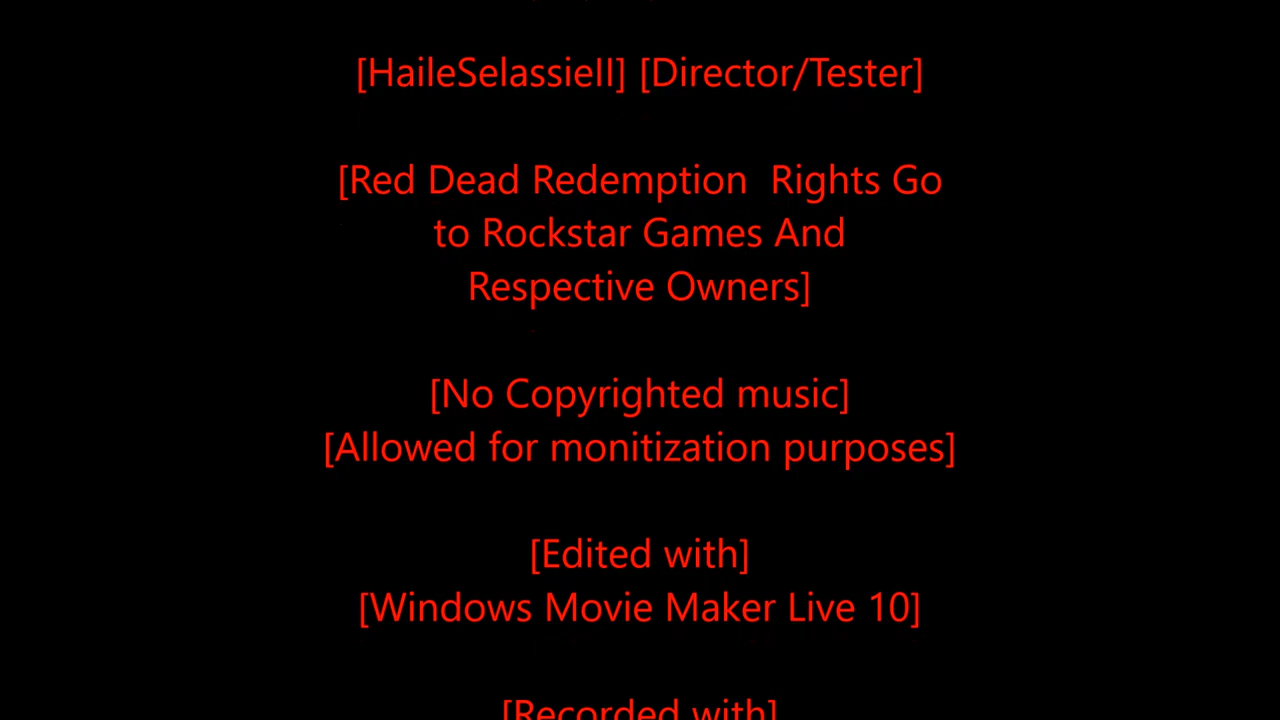 [HaileSelassieII] [Director/Tester]
[Red Dead Redemption  Rights Go
to Rockstar Games And
Respective Owners]
[No Copyrighted music]
[Allowed for monitization purposes]
[Edited with]
[Windows Movie Maker Live 10]
[Recorded with]